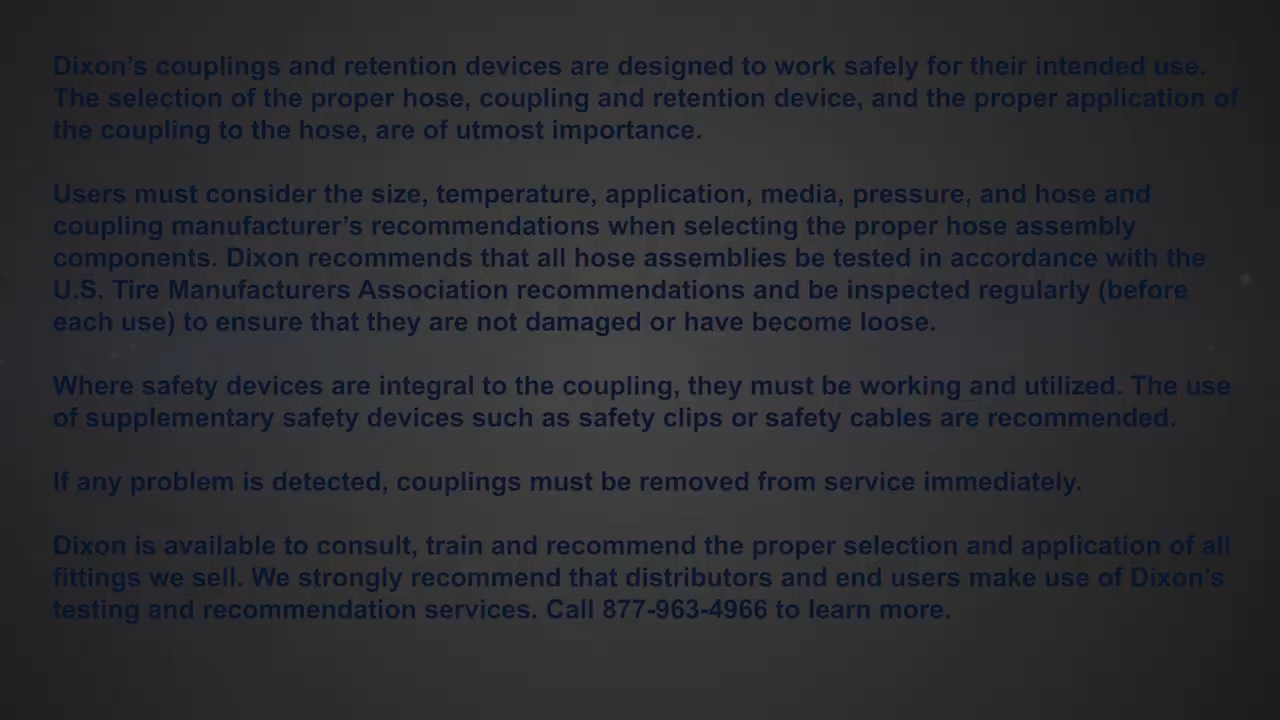 Dixon’s couplings and retention devices are designed to work safely for their intended use.
The selection of the proper hose, coupling and retention device, and the proper application of
the coupling to the hose, are of utmost importance.
Users must consider the size, temperature, application, media, pressure, and hose and
coupling manufacturer’s recommendations when selecting the proper hose assembly
components. Dixon recommends that all hose assemblies be tested in accordance with the
U.S. Tire Manufacturers Association recommendations and be inspected regularly (before
each use) to ensure that they are not damaged or have become loose.
Where safety devices are integral to the coupling, they must be working and utilized. The use
of supplementary safety devices such as safety clips or safety cables are recommended.
If any problem is detected, couplings must be removed from service immediately.
Dixon is available to consult, train and recommend the proper selection and application of all
fittings we sell. We strongly recommend that distributors and end users make use of Dixon’s
testing and recommendation services. Call 877-963-4966 to learn more.